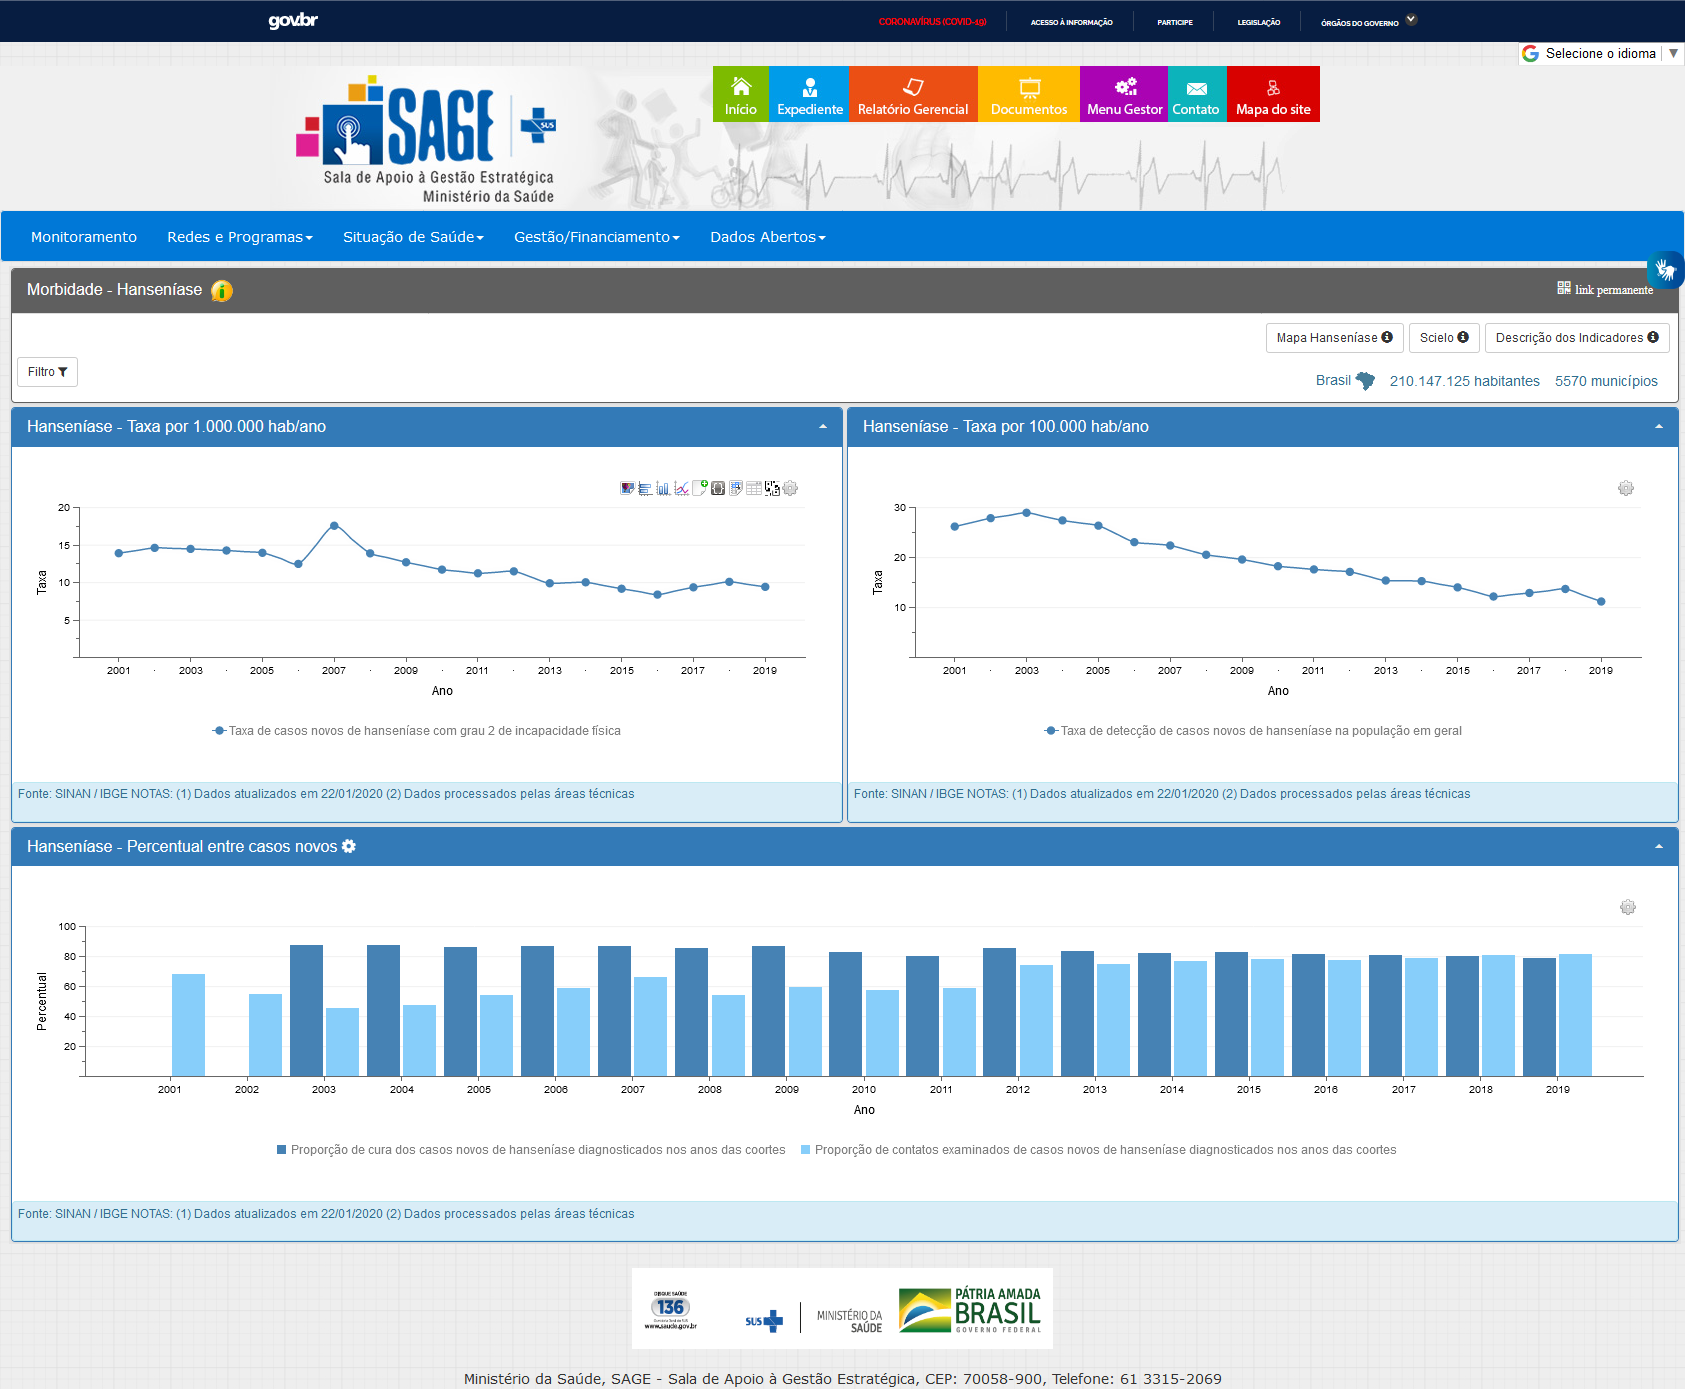 gov.br
CORONAVÍRUS (COVID-19)
ACESSO À INFORMAÇÃO
PARTICIPE
LEGISLAÇÃO
ÓRGÃOS DO GOVERNO
Selecione o idioma
SAGE
SUS
Sala de Apoio à Gestão Estratégica
Ministério da Saúde
Início
Expediente
Relatório Gerencial
Documentos
Menu Gestor
Contato
Mapa do site
Monitoramento
Redes e Programas
Situação de Saúde
Gestão/Financiamento
Dados Abertos
Morbidade - Hanseníase
link permanente
Mapa Hanseníase
Scielo
Descrição dos Indicadores
Filtro
Brasil
210.147.125 habitantes
5570 municípios
Hanseníase - Taxa por 1.000.000 hab/ano
20
15
10
5
Taxa
2001 . 2003 . 2005 . 2007 . 2009 . 2011 . 2013 . 2015 . 2017 . 2019
Ano
Taxa de casos novos de hanseníase com grau 2 de incapacidade física
Fonte: SINAN / IBGE NOTAS: (1) Dados atualizados em 22/01/2020 (2) Dados processados pelas áreas técnicas
Hanseníase - Taxa por 100.000 hab/ano
30
20
10
Taxa
2001 . 2003 . 2005 . 2007 . 2009 . 2011 . 2013 . 2015 . 2017 . 2019
Ano
Taxa de detecção de casos novos de hanseníase na população em geral
Fonte: SINAN / IBGE NOTAS: (1) Dados atualizados em 22/01/2020 (2) Dados processados pelas áreas técnicas
Hanseníase - Percentual entre casos novos
100
80
60
40
20
Percentual
2001 2002 2003 2004 2005 2006 2007 2008 2009 2010 2011 2012 2013 2014 2015 2016 2017 2018 2019
Ano
Proporção de cura dos casos novos de hanseníase diagnosticados nos anos das coortes
Proporção de contatos examinados de casos novos de hanseníase diagnosticados nos anos das coortes
Fonte: SINAN / IBGE NOTAS: (1) Dados atualizados em 22/01/2020 (2) Dados processados pelas áreas técnicas
DISQUE SAÚDE
136
www.saude.gov.br
SUS
MINISTÉRIO DA
SAÚDE
PÁTRIA AMADA
BRASIL
GOVERNO FEDERAL
Ministério da Saúde, SAGE - Sala de Apoio à Gestão Estratégica, CEP: 70058-900, Telefone: 61 3315-2069